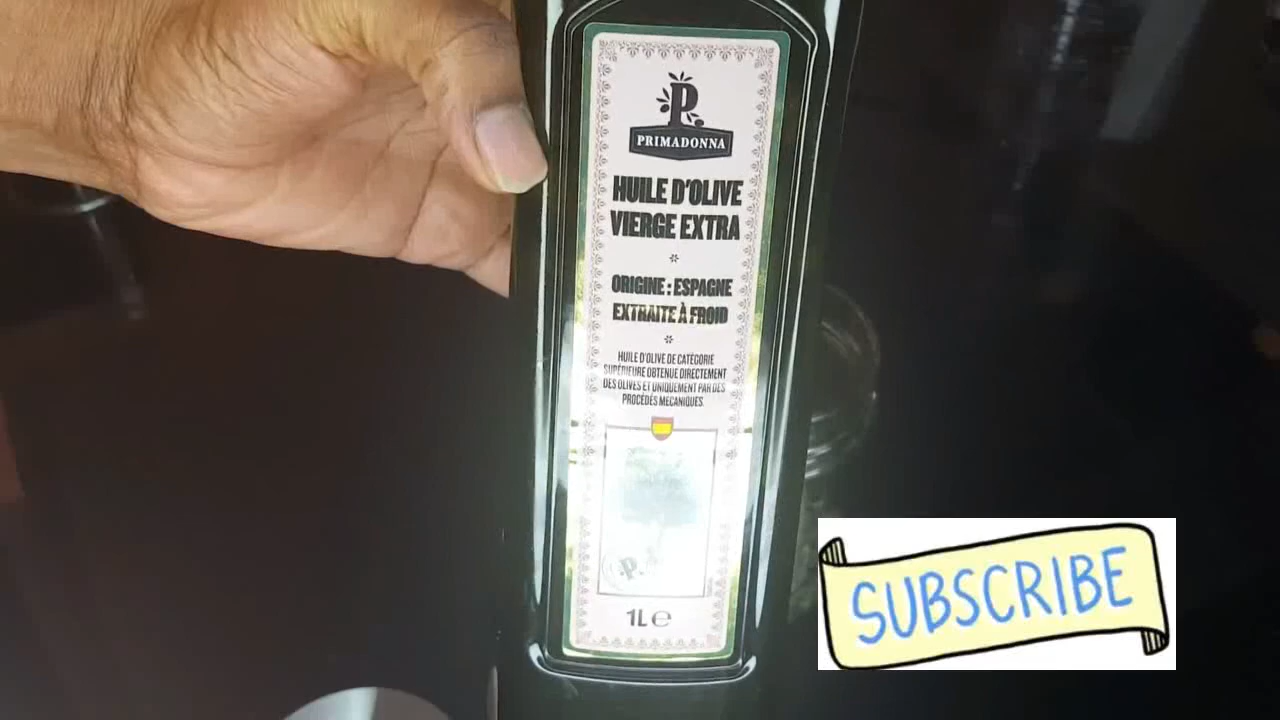 P
PRIMADONNA
HUILE D'OLIVE
VIERGE EXTRA
ORIGINE : ESPAGNE
EXTRAITE À FROID
HUILE D'OLIVE DE CATÉGORIE
SUPÉRIEURE OBTENUE DIRECTEMENT
DES OLIVES ET UNIQUEMENT PAR DES
PROCÉDÉS MÉCANIQUES.
P.
1L℮
SUBSCRIBE